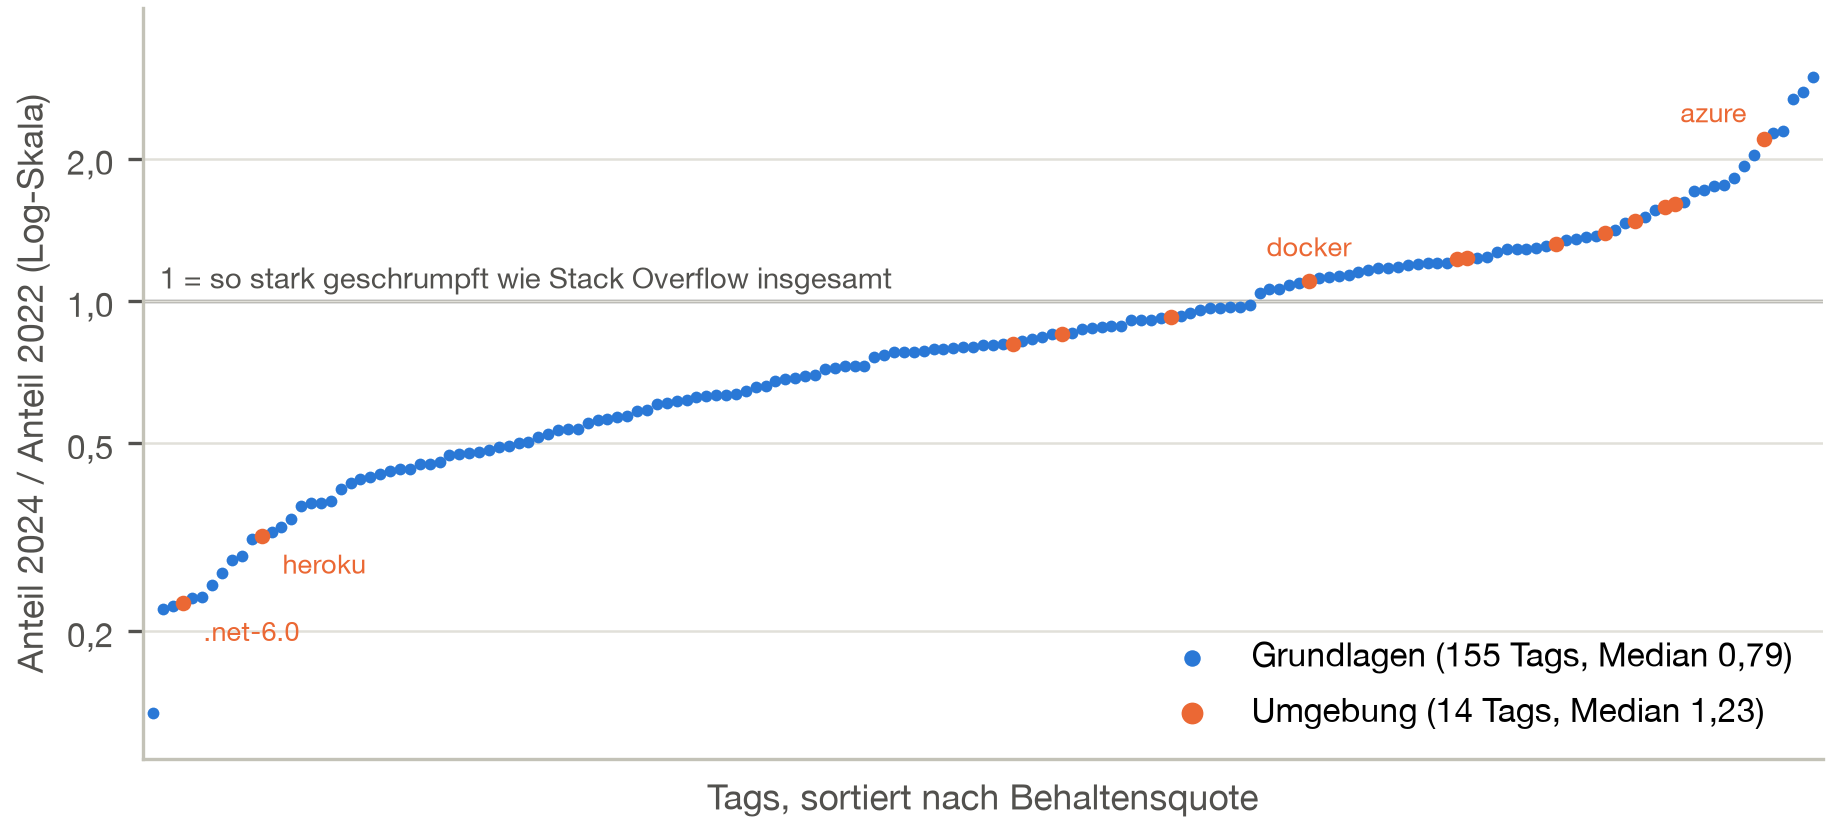 Anteil 2024 / Anteil 2022 (Log-Skala)
azure
2,0
docker
1 = so stark geschrumpft wie Stack Overflow insgesamt
1,0
0,5
heroku
.net-6.0
0,2
Grundlagen (155 Tags, Median 0,79)
Umgebung (14 Tags, Median 1,23)
Tags, sortiert nach Behaltensquote